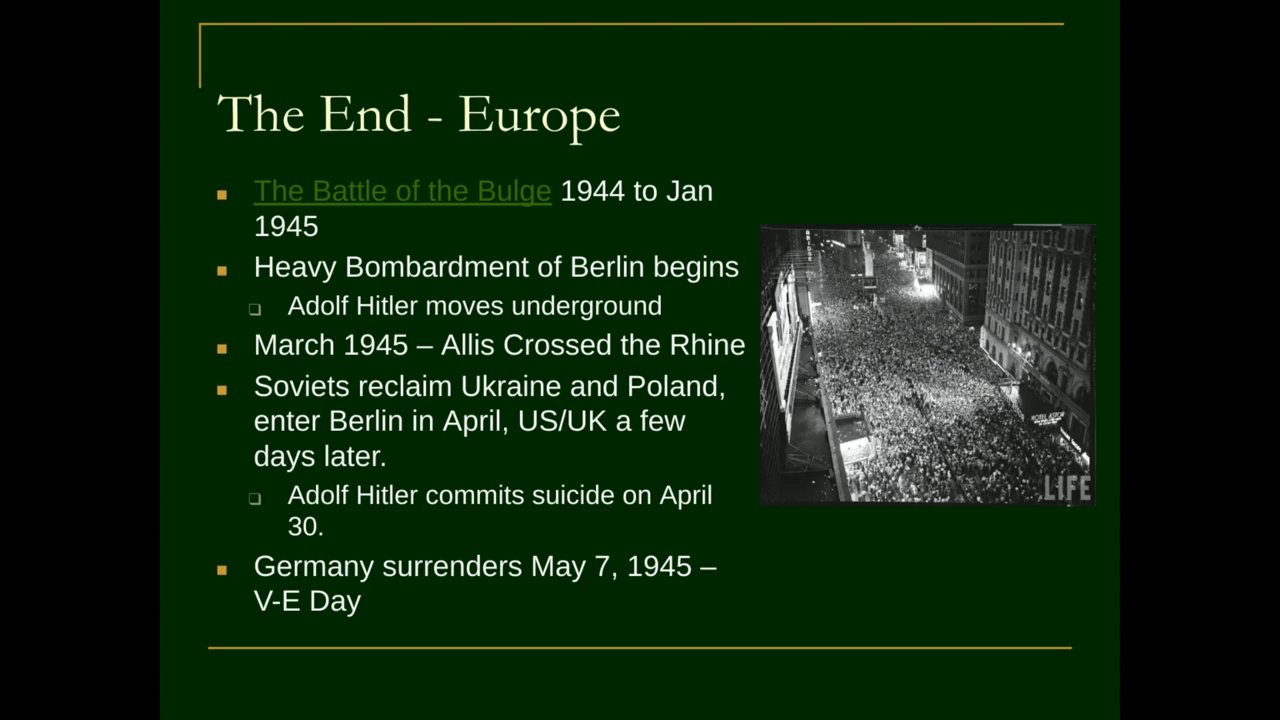 The End - Europe
The Battle of the Bulge 1944 to Jan
1945
Heavy Bombardment of Berlin begins
Adolf Hitler moves underground
March 1945 – Allis Crossed the Rhine
Soviets reclaim Ukraine and Poland,
enter Berlin in April, US/UK a few
days later.
Adolf Hitler commits suicide on April
30.
Germany surrenders May 7, 1945 –
V-E Day
HOTEL ASTOR
LIFE